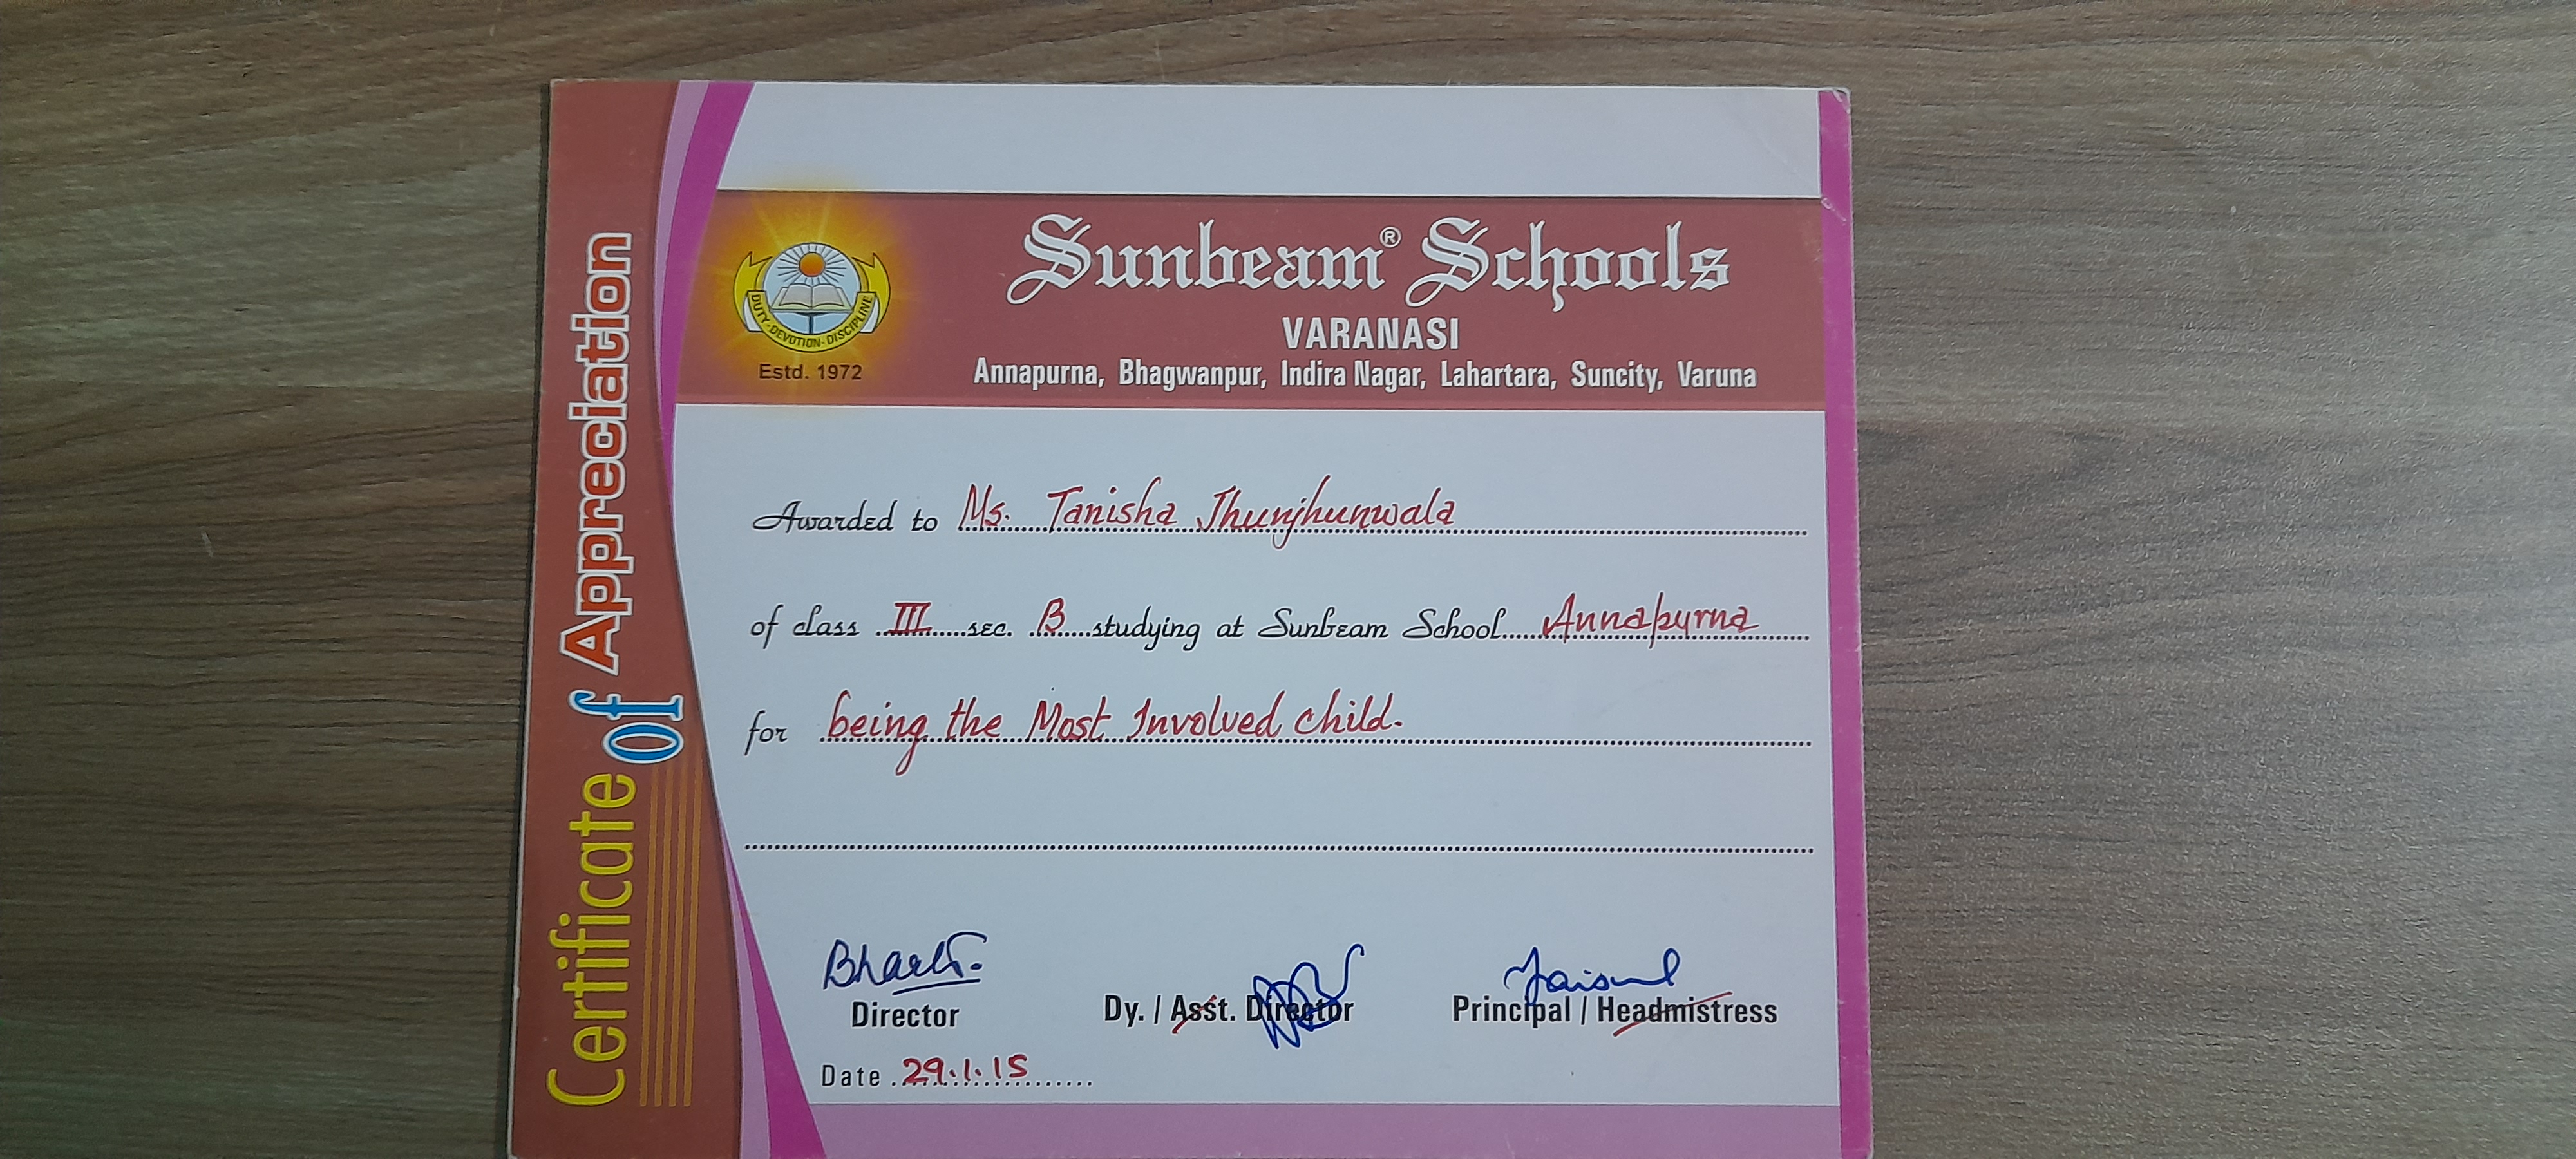 Certificate of Appreciation
Sunbeam® Schools
DUTY-DEVOTION-DISCIPLINE
Estd. 1972
VARANASI
Annapurna, Bhagwanpur, Indira Nagar, Lahartara, Suncity, Varuna
Awarded to Ms. Tanisha Jhunjhunwala
of class III sec. B studying at Sunbeam School Annapurna
for being the Most Involved child.
Director Dy. / Asst. Director Principal / Headmistress
Date 29.1.15